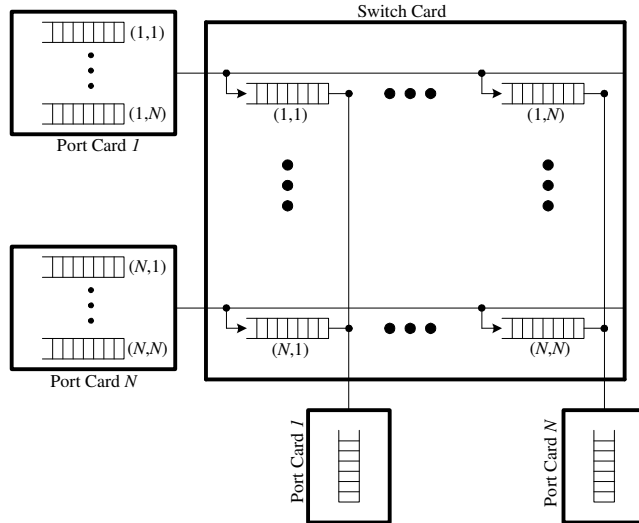 Switch Card
(1,1)
(1,N)
Port Card 1
(1,1)
(1,N)
(N,1)
(N,N)
Port Card N
(N,1)
(N,N)
Port Card 1
Port Card N